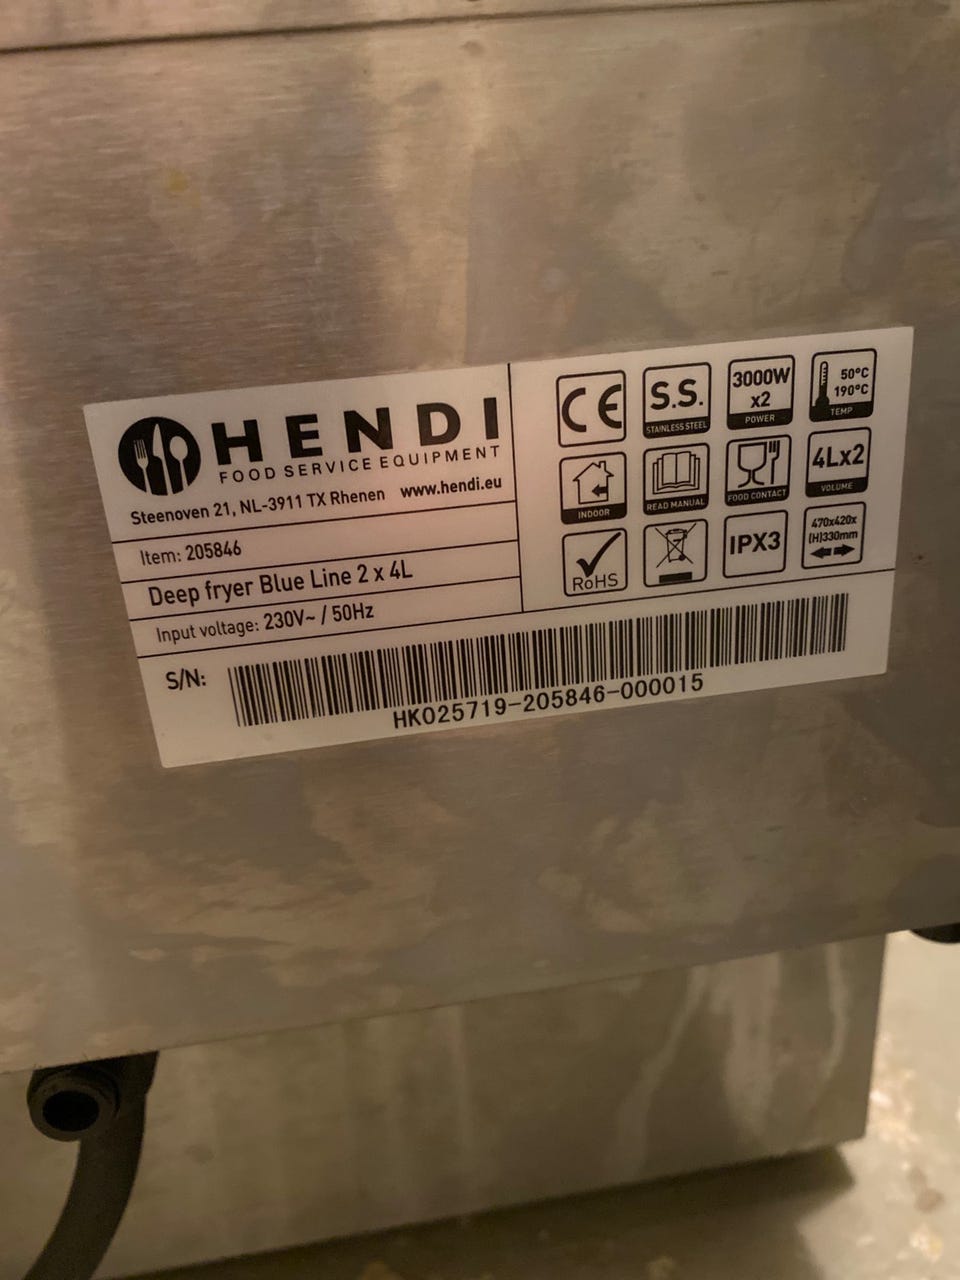 HENDI
FOOD SERVICE EQUIPMENT
Steenoven 21, NL-3911 TX Rhenen www.hendi.eu
Item: 205846
Deep fryer Blue Line 2 x 4L
Input voltage: 230V~ / 50Hz
CE
S.S.
STAINLESS STEEL
3000W
x2
POWER
50°C
190°C
TEMP
INDOOR
READ MANUAL
FOOD CONTACT
4Lx2
VOLUME
RoHS
IPX3
470x420x
(H)330mm
S/N:
HK025719-205846-000015